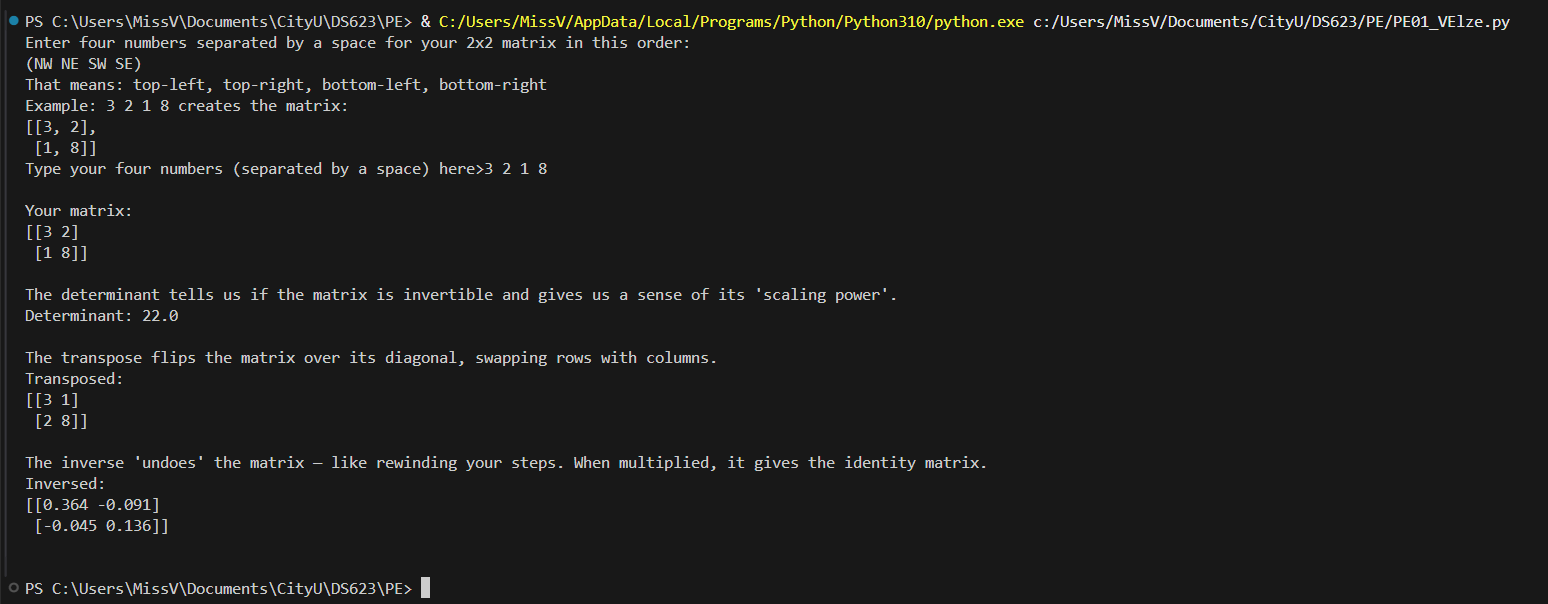 PS C:\Users\MissV\Documents\CityU\DS623\PE> & C:/Users/MissV/AppData/Local/Programs/Python/Python310/python.exe c:/Users/MissV/Documents/CityU/DS623/PE/PE01_VElze.py
Enter four numbers separated by a space for your 2x2 matrix in this order:
(NW NE SW SE)
That means: top-left, top-right, bottom-left, bottom-right
Example: 3 2 1 8 creates the matrix:
[[3, 2],
 [1, 8]]
Type your four numbers (separated by a space) here>3 2 1 8

Your matrix:
[[3 2]
 [1 8]]

The determinant tells us if the matrix is invertible and gives us a sense of its 'scaling power'.
Determinant: 22.0

The transpose flips the matrix over its diagonal, swapping rows with columns.
Transposed:
[[3 1]
 [2 8]]

The inverse 'undoes' the matrix — like rewinding your steps. When multiplied, it gives the identity matrix.
Inversed:
[[0.364 -0.091]
 [-0.045 0.136]]

PS C:\Users\MissV\Documents\CityU\DS623\PE>